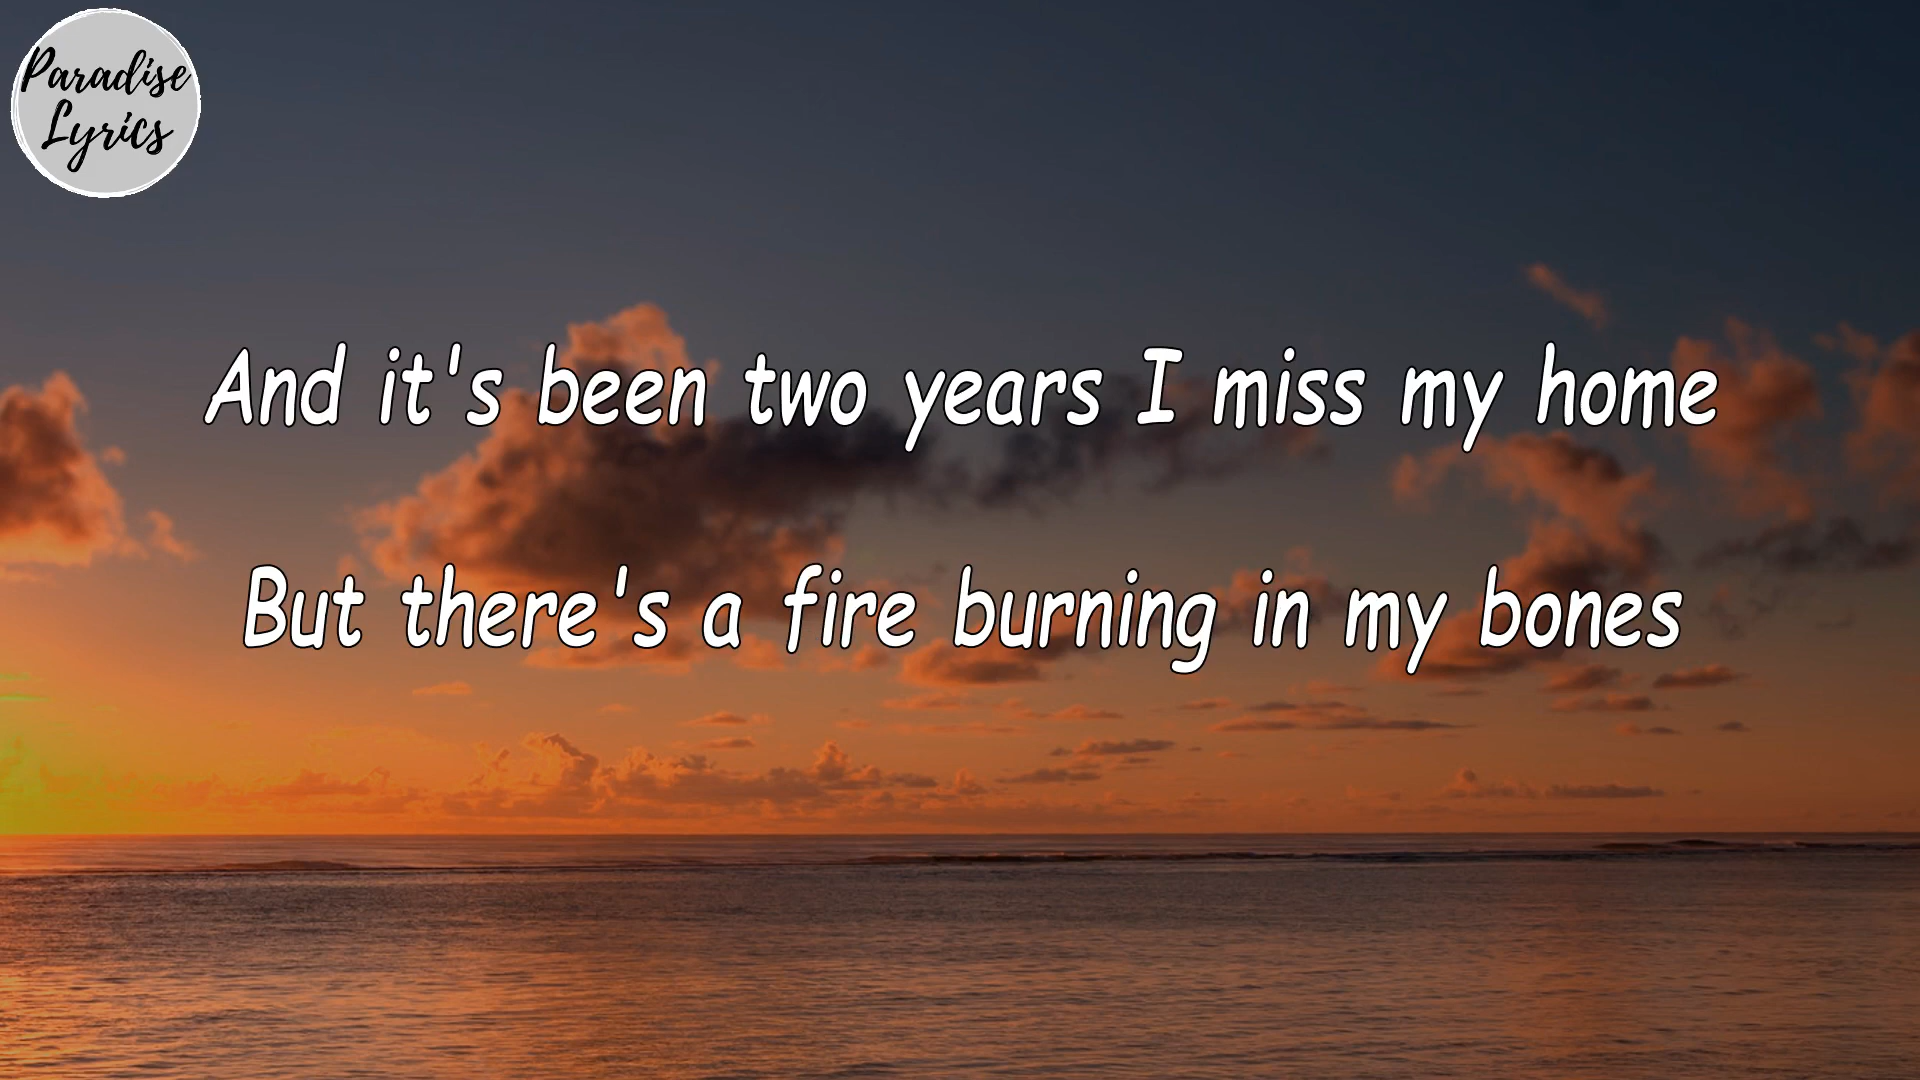 Paradise
Lyrics
And it's been two years I miss my home
But there's a fire burning in my bones